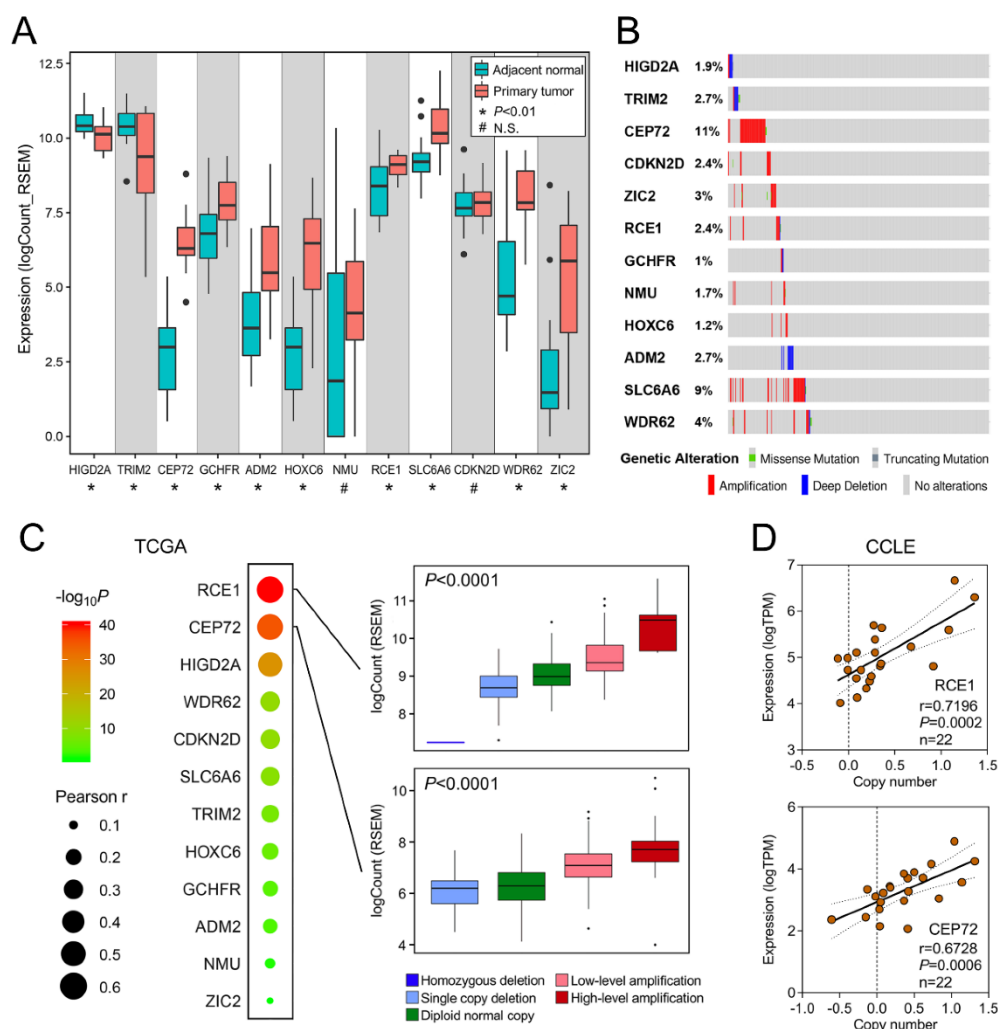 A
Expression (logCount_RSEM)
12.5
10.0
7.5
5.0
2.5
0.0
Adjacent normal
Primary tumor
* P<0.01
# N.S.
HIGD2A TRIM2 CEP72 GCHFR ADM2 HOXC6 NMU RCE1 SLC6A6 CDKN2D WDR62 ZIC2
* * * * * * # * * # * *
B
HIGD2A 1.9%
TRIM2 2.7%
CEP72 11%
CDKN2D 2.4%
ZIC2 3%
RCE1 2.4%
GCHFR 1%
NMU 1.7%
HOXC6 1.2%
ADM2 2.7%
SLC6A6 9%
WDR62 4%
Genetic Alteration Missense Mutation Truncating Mutation
Amplification Deep Deletion No alterations
C
TCGA
-log10P
40
30
20
10
Pearson r
0.1
0.2
0.3
0.4
0.5
0.6
RCE1
CEP72
HIGD2A
WDR62
CDKN2D
SLC6A6
TRIM2
HOXC6
GCHFR
ADM2
NMU
ZIC2
P<0.0001
logCount (RSEM)
11
10
9
8
P<0.0001
logCount (RSEM)
10
8
6
4
Homozygous deletion Low-level amplification
Single copy deletion High-level amplification
Diploid normal copy
D
CCLE
Expression (logTPM)
7
6
5
4
3
RCE1
r=0.7196
P=0.0002
n=22
-0.5 0.0 0.5 1.0 1.5
Copy number
Expression (logTPM)
6
4
2
0
CEP72
r=0.6728
P=0.0006
n=22
-1.0 -0.5 0.0 0.5 1.0 1.5
Copy number